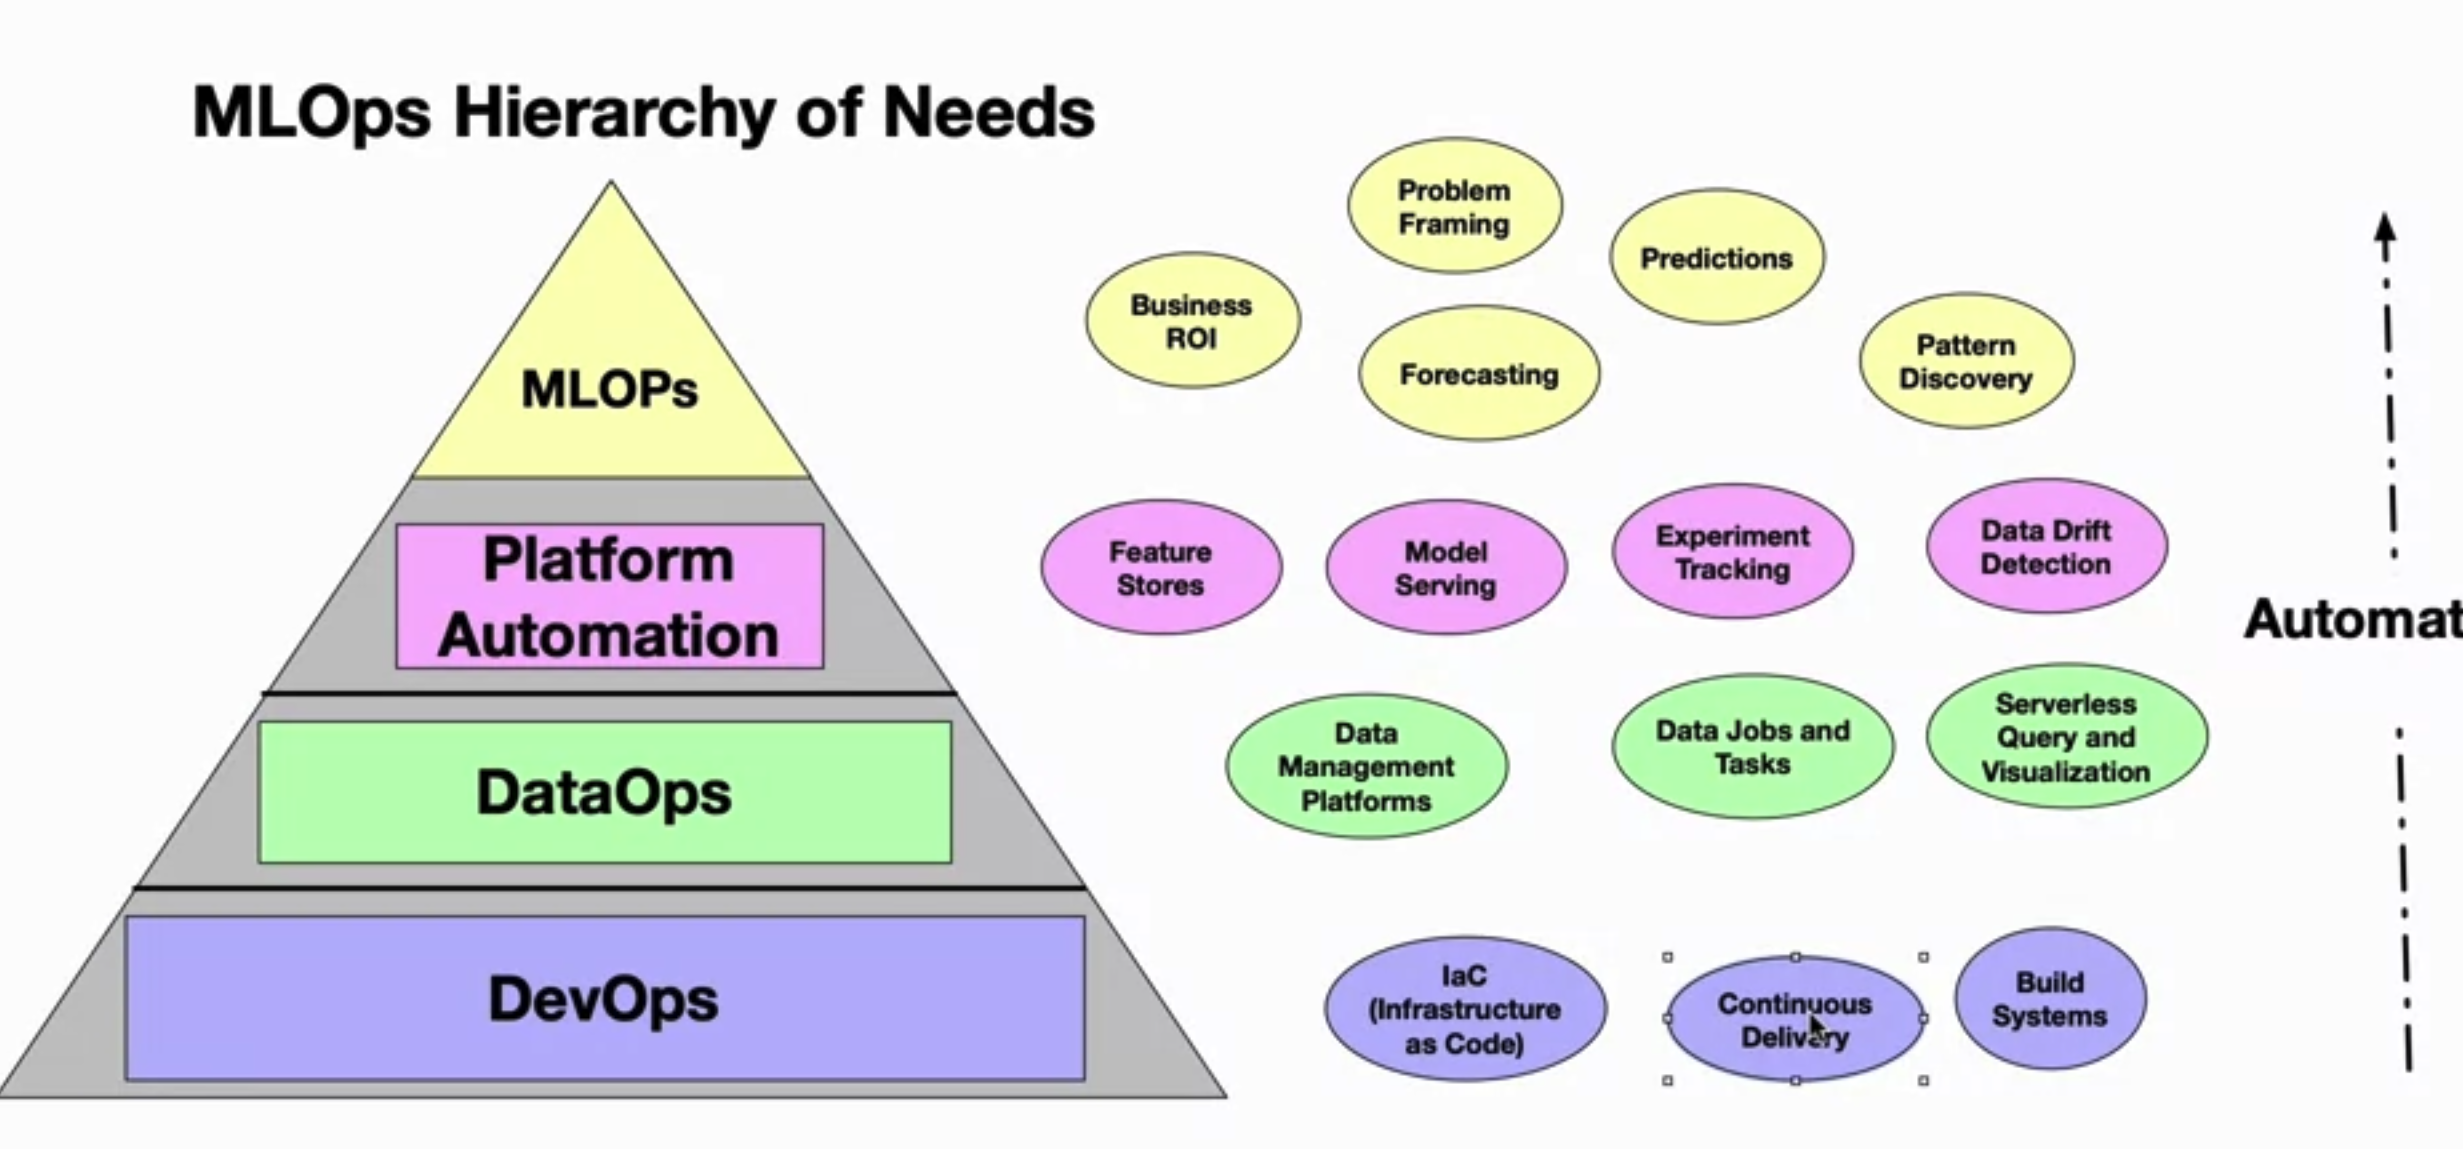 MLOps Hierarchy of Needs
MLOPs
Platform
Automation
DataOps
DevOps
Problem
Framing
Predictions
Business
ROI
Forecasting
Pattern
Discovery
Feature
Stores
Model
Serving
Experiment
Tracking
Data Drift
Detection
Automat
Data
Management
Platforms
Data Jobs and
Tasks
Serverless
Query and
Visualization
IaC
(Infrastructure
as Code)
Continuous
Delivery
Build
Systems